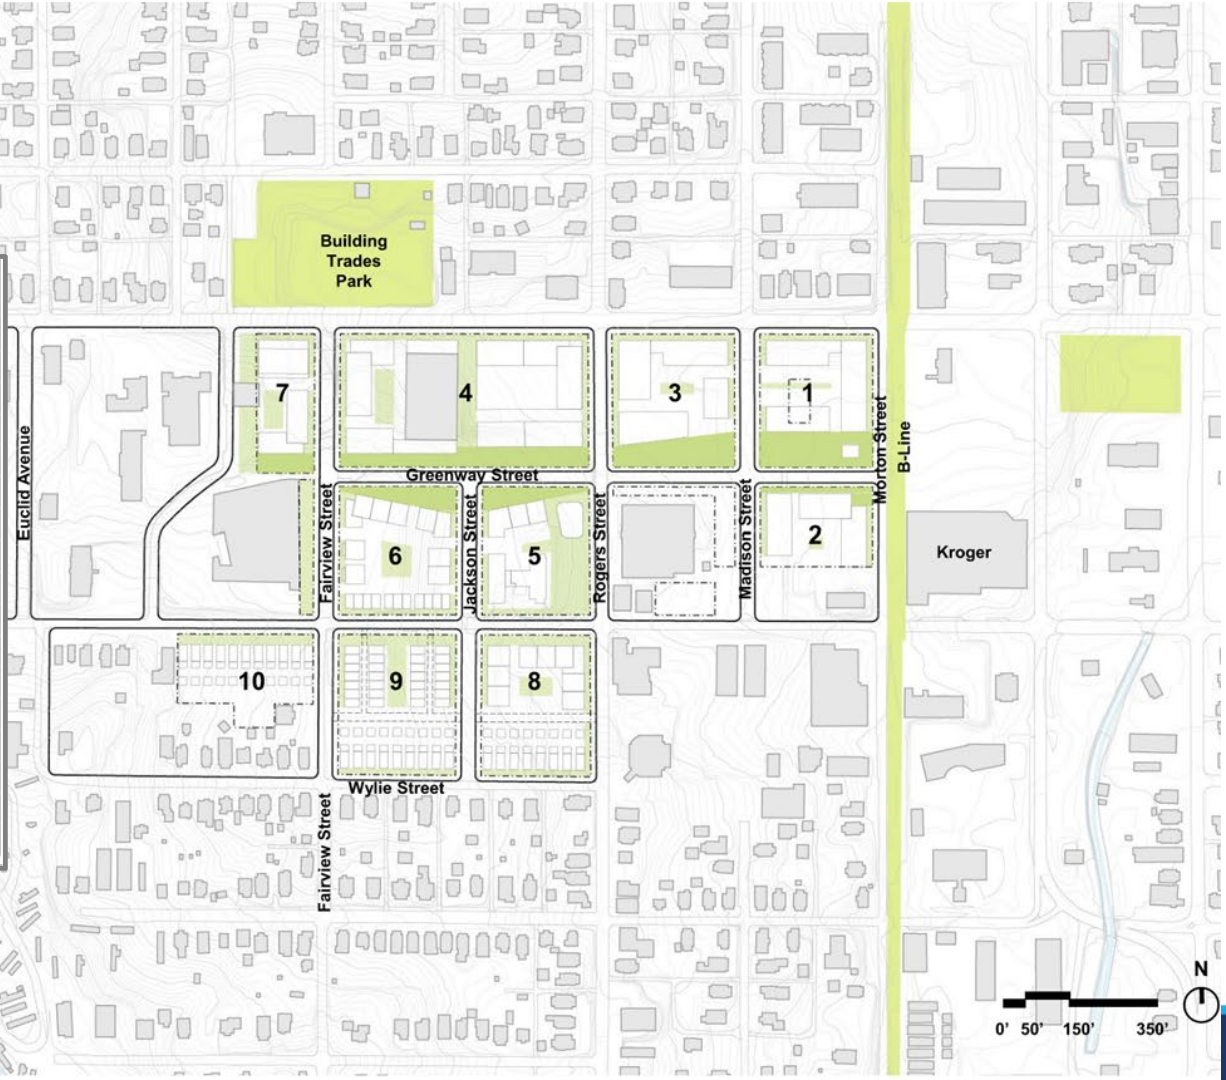 Building
Trades
Park
7
4
3
1
Greenway Street
Euclid Avenue
Fairview Street
Jackson Street
Rogers Street
Madison Street
Morton Street
B-Line
6
5
2
Kroger
10
9
8
Wylie Street
Fairview Street
N
0' 50' 150' 350'